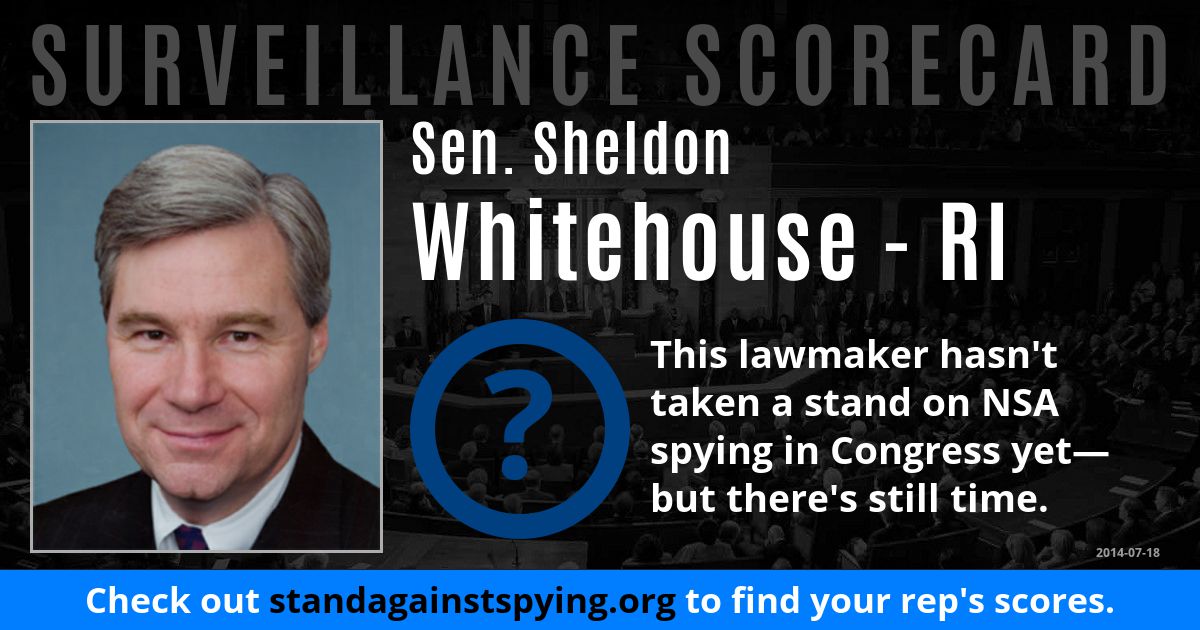 SURVEILLANCE SCORECARD
Sen. Sheldon
Whitehouse - RI
?
This lawmaker hasn't
taken a stand on NSA
spying in Congress yet—
but there's still time.
2014-07-18
Check out standagainstspying.org to find your rep's scores.